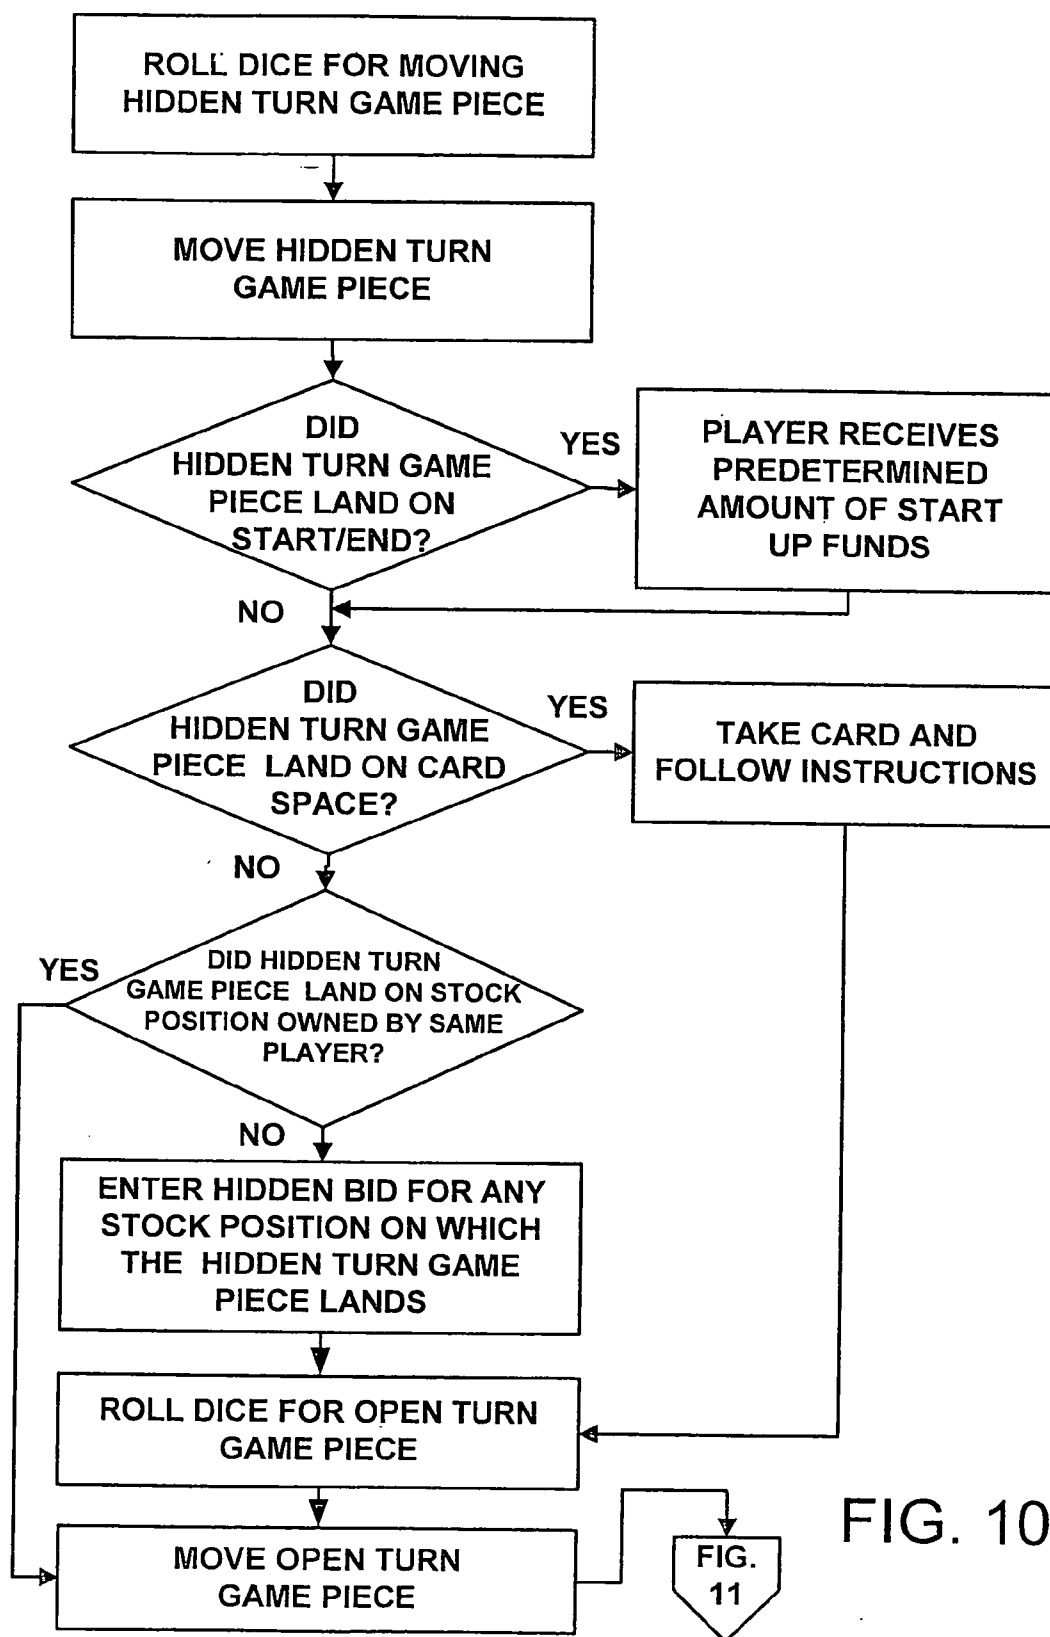 ROLL DICE FOR MOVING
HIDDEN TURN GAME PIECE
MOVE HIDDEN TURN
GAME PIECE
DID
HIDDEN TURN GAME
PIECE LAND ON
START/END?
YES
PLAYER RECEIVES
PREDETERMINED
AMOUNT OF START
UP FUNDS
NO
DID
HIDDEN TURN GAME
PIECE LAND ON CARD
SPACE?
YES
TAKE CARD AND
FOLLOW INSTRUCTIONS
NO
YES
DID HIDDEN TURN
GAME PIECE LAND ON STOCK
POSITION OWNED BY SAME
PLAYER?
NO
ENTER HIDDEN BID FOR ANY
STOCK POSITION ON WHICH
THE HIDDEN TURN GAME
PIECE LANDS
ROLL DICE FOR OPEN TURN
GAME PIECE
MOVE OPEN TURN
GAME PIECE
FIG.
11
FIG. 10